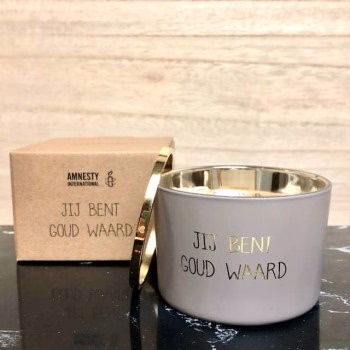 AMNESTY
INTERNATIONAL
JIJ BENT
GOUD WAARD
JIJ BENT
GOUD WAARD